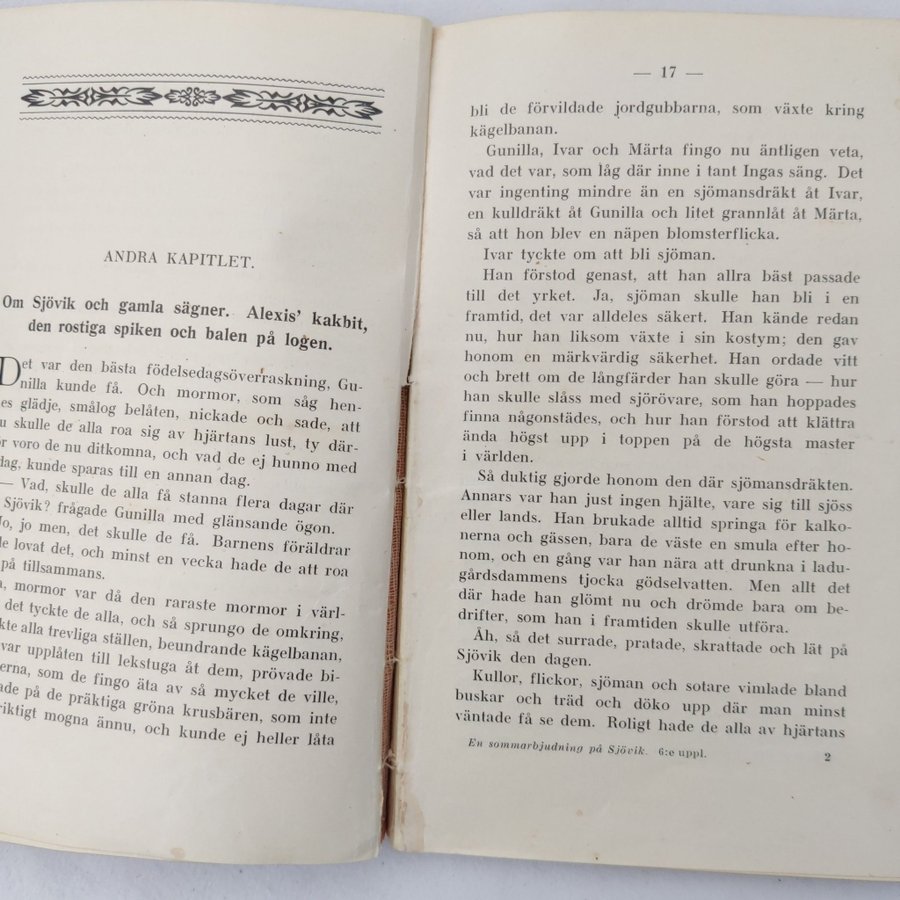 ANDRA KAPITLET.
Om Sjövik och gamla sägner. Alexis' kakbit,
den rostiga spiken och balen på logen.
Det var den bästa födelsedagsöverraskning, Gu-
nilla kunde få. Och mormor, som såg hen-
es glädje, smålog belåten, nickade och sade, att
u skulle de alla roa sig av hjärtans lust, ty där-
ör voro de nu ditkomna, och vad de ej hunno med
dag, kunde sparas till en annan dag.
— Vad, skulle de alla få stanna flera dagar där
Sjövik? frågade Gunilla med glänsande ögon.
Jo, jo men, det skulle de få. Barnens föräldrar
de lovat det, och minst en vecka hade de att roa
på tillsammans.
mormor var då den raraste mormor i värl-
det tyckte de alla, och så sprungo de omkring,
kte alla trevliga ställen, beundrande kägelbanan,
var upplåten till lekstuga åt dem, prövade bi-
erna, som de fingo äta av så mycket de ville,
ade på de präktiga gröna krusbären, som inte
riktigt mogna ännu, och kunde ej heller låta
— 17 —
bli de förvildade jordgubbarna, som växte kring
kägelbanan.
Gunilla, Ivar och Märta fingo nu äntligen veta,
vad det var, som låg där inne i tant Ingas säng. Det
var ingenting mindre än en sjömansdräkt åt Ivar,
en kulldräkt åt Gunilla och litet grannlåt åt Märta,
så att hon blev en näpen blomsterflicka.
Ivar tyckte om att bli sjöman.
Han förstod genast, att han allra bäst passade
till det yrket. Ja, sjöman skulle han bli i en
framtid, det var alldeles säkert. Han kände redan
nu, hur han liksom växte i sin kostym; den gav
honom en märkvärdig säkerhet. Han ordade vitt
och brett om de långfärder han skulle göra — hur
han skulle slåss med sjörövare, som han hoppades
finna någonstädes, och hur han förstod att klättra
ända högst upp i toppen på de högsta master
i världen.
Så duktig gjorde honom den där sjömansdräkten.
Annars var han just ingen hjälte, vare sig till sjöss
eller lands. Han brukade alltid springa för kalko-
nerna och gässen, bara de väste en smula efter ho-
nom, och en gång var han nära att drunkna i ladu-
gårdsdammens tjocka gödselvatten. Men allt det
där hade han glömt nu och drömde bara om be-
drifter, som han i framtiden skulle utföra.
Åh, så det surrade, pratade, skrattade och lät på
Sjövik den dagen.
Kullor, flickor, sjöman och sotare vimlade bland
buskar och träd och döko upp där man minst
väntade få se dem. Roligt hade de alla av hjärtans
En sommarbjudning på Sjövik. 6:e uppl.
2